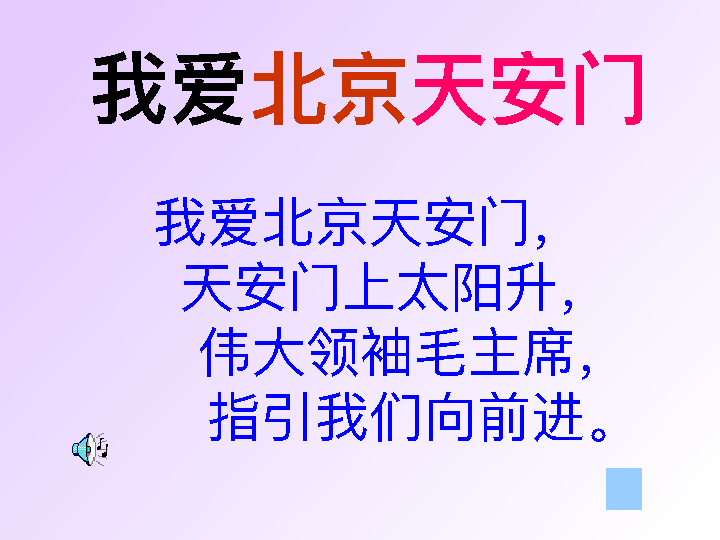 我爱北京天安门
我爱北京天安门，
天安门上太阳升，
伟大领袖毛主席，
指引我们向前进。